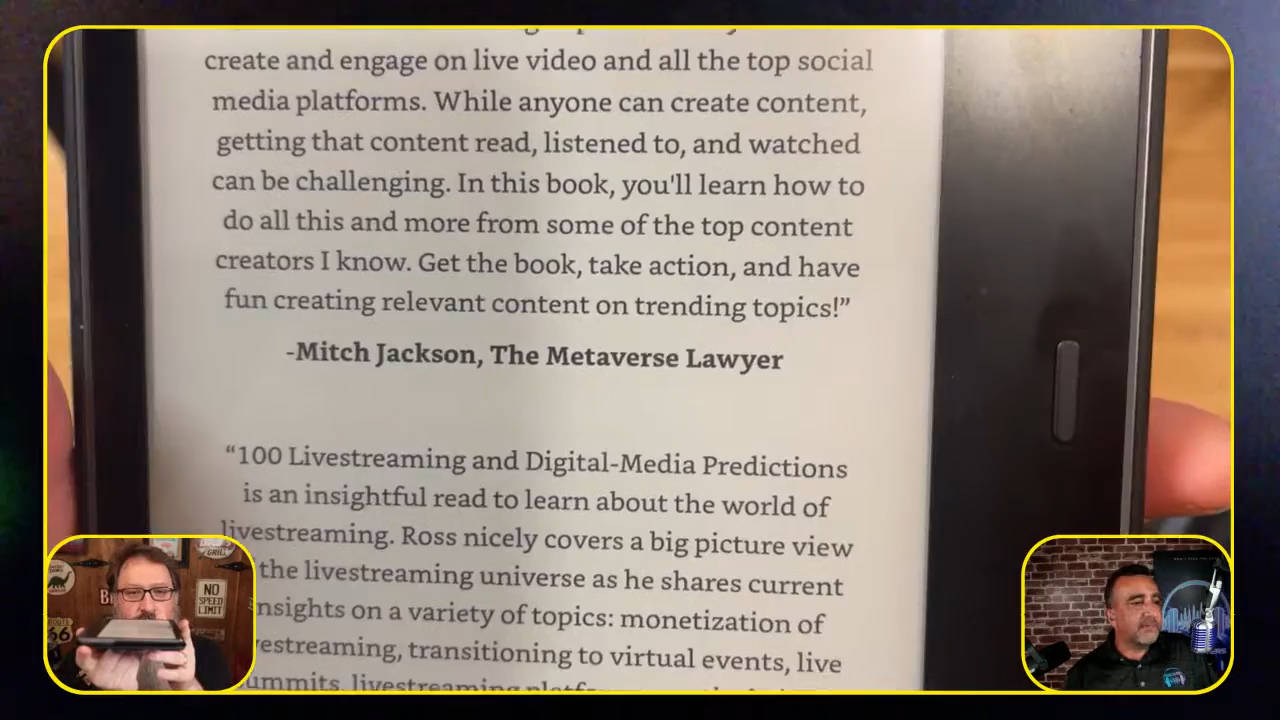 create and engage on live video and all the top social
media platforms. While anyone can create content,
getting that content read, listened to, and watched
can be challenging. In this book, you'll learn how to
do all this and more from some of the top content
creators I know. Get the book, take action, and have
fun creating relevant content on trending topics!”
-Mitch Jackson, The Metaverse Lawyer
“100 Livestreaming and Digital-Media Predictions
is an insightful read to learn about the world of
livestreaming. Ross nicely covers a big picture view
the livestreaming universe as he shares current
insights on a variety of topics: monetization of
livestreaming, transitioning to virtual events, live
summits, livestreaming
GRILL
NO
SPEED
LIMIT
66